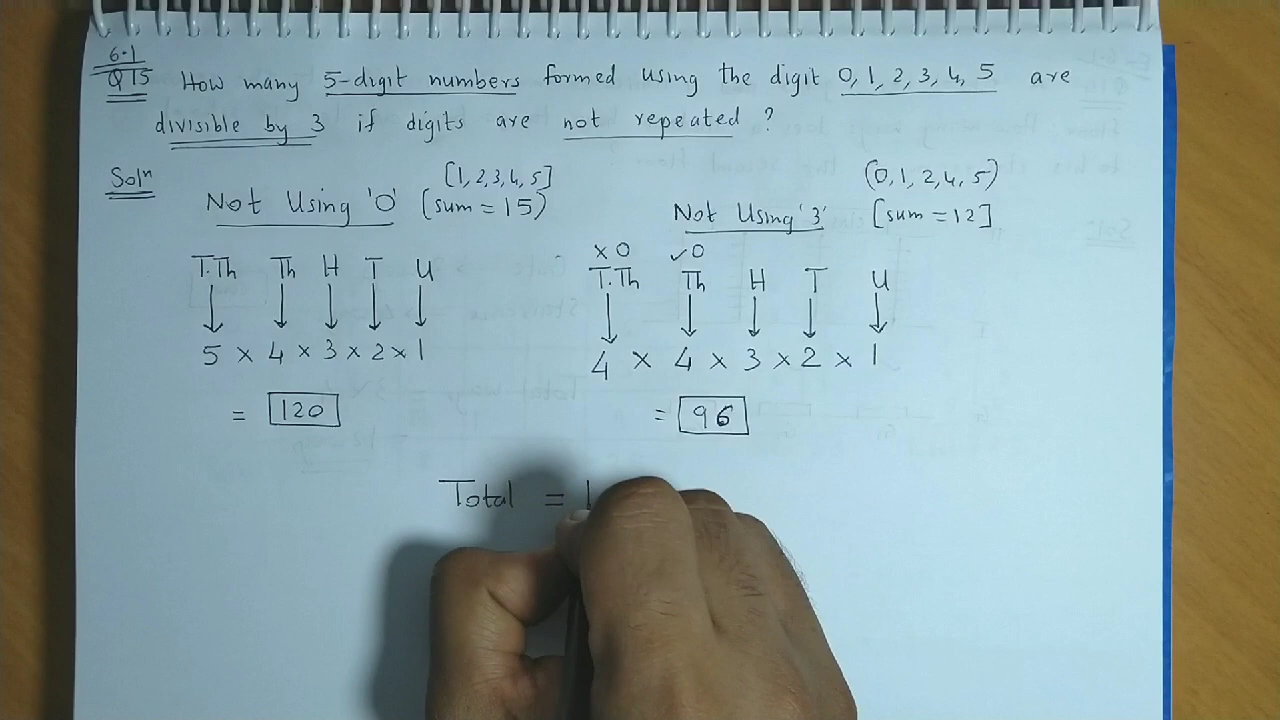 6.1
Q15 How many 5-digit numbers formed using the digit 0, 1, 2, 3, 4, 5 are
divisible by 3 if digits are not repeated ?
Solⁿ
[1,2,3,4,5]
Not Using '0' (sum = 15)
T.Th Th H T U
5 × 4 × 3 × 2 × 1
= 120
(0, 1, 2, 4, 5)
Not Using '3' [sum = 12]
×0 ✓0
T.Th Th H T U
4 × 4 × 3 × 2 × 1
= 96
Total = 1